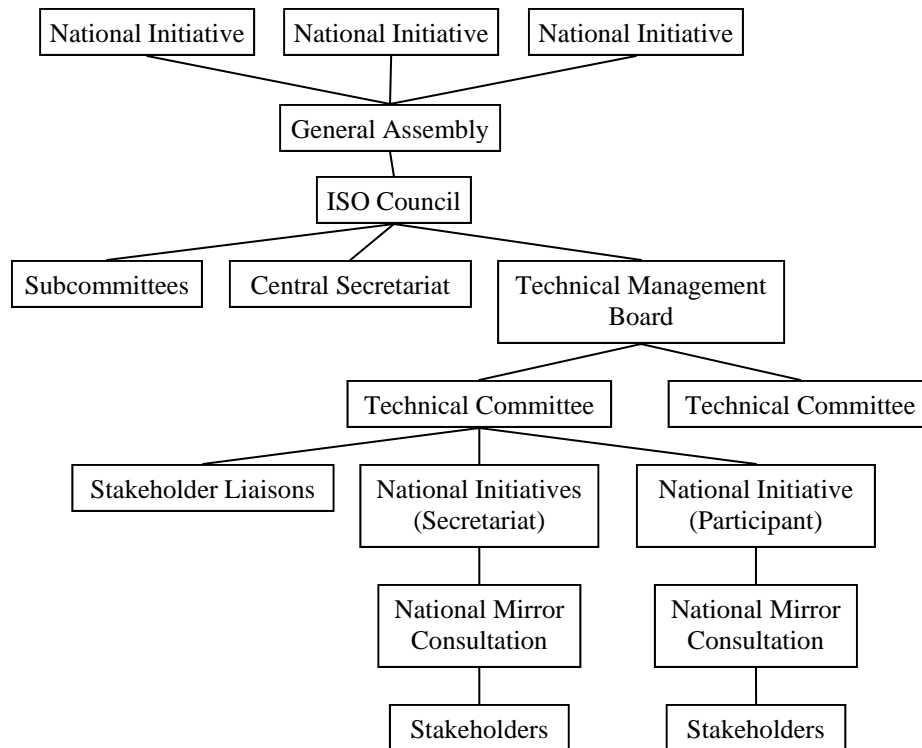 National Initiative
National Initiative
National Initiative
General Assembly
ISO Council
Subcommittees
Central Secretariat
Technical Management
Board
Technical Committee
Technical Committee
Stakeholder Liaisons
National Initiatives
(Secretariat)
National Initiative
(Participant)
National Mirror
Consultation
National Mirror
Consultation
Stakeholders
Stakeholders